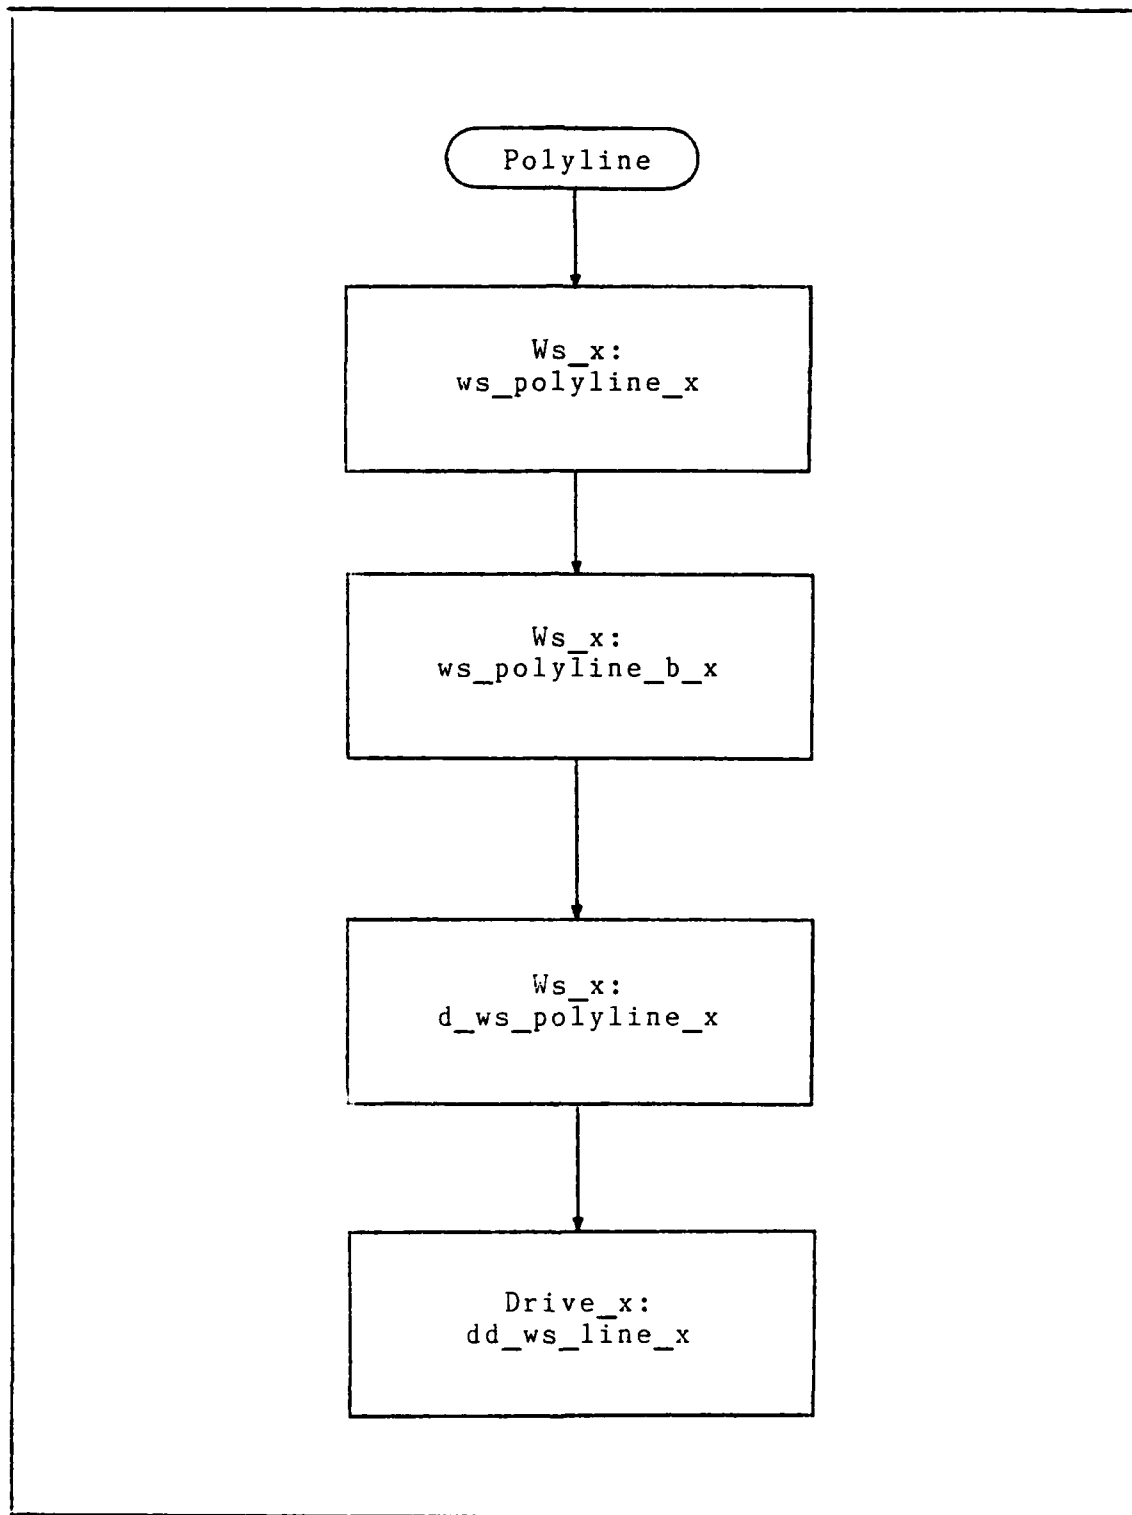 Polyline
Ws_x:
ws_polyline_x
Ws_x:
ws_polyline_b_x
Ws_x:
d_ws_polyline_x
Drive_x:
dd_ws_line_x